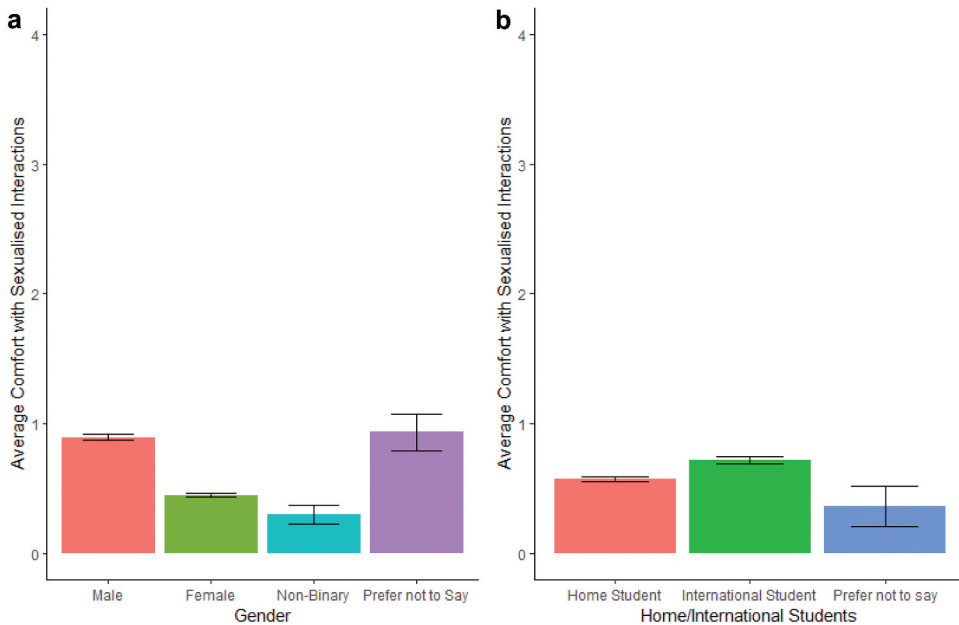 a
Average Comfort with Sexualised Interactions
4
3
2
1
0
Male Female Non-Binary Prefer not to Say
Gender
b
Average Comfort with Sexualised Interactions
4
3
2
1
0
Home Student International Student Prefer not to say
Home/International Students